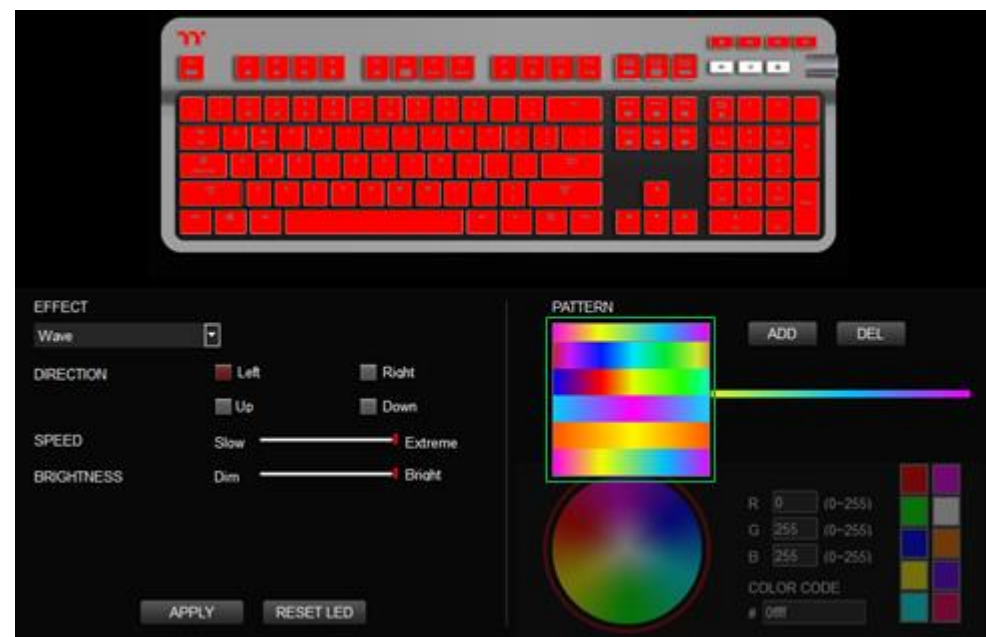 EFFECT
Wave
DIRECTION
Left
Right
Up
Down
SPEED
Slow
Extreme
BRIGHTNESS
Dim
Bright
APPLY
RESET LED
PATTERN
ADD
DEL
R 0 (0~255)
G 255 (0~255)
B 255 (0~255)
COLOR CODE
# 0ffff